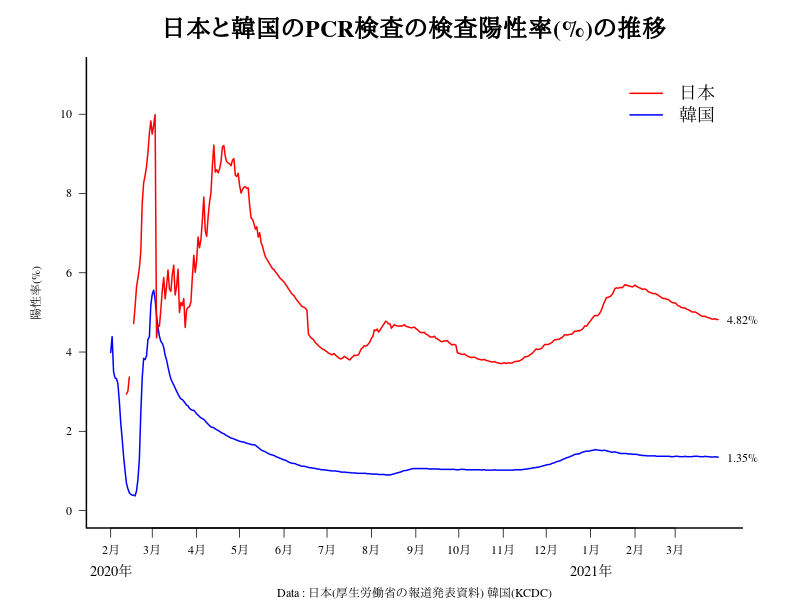 日本と韓国のPCR検査の検査陽性率(%)の推移
日本
韓国
陽性率(%)
10
8
6
4
2
0
4.82%
1.35%
2月 3月 4月 5月 6月 7月 8月 9月 10月 11月 12月 1月 2月 3月
2020年 2021年
Data : 日本(厚生労働省の報道発表資料) 韓国(KCDC)